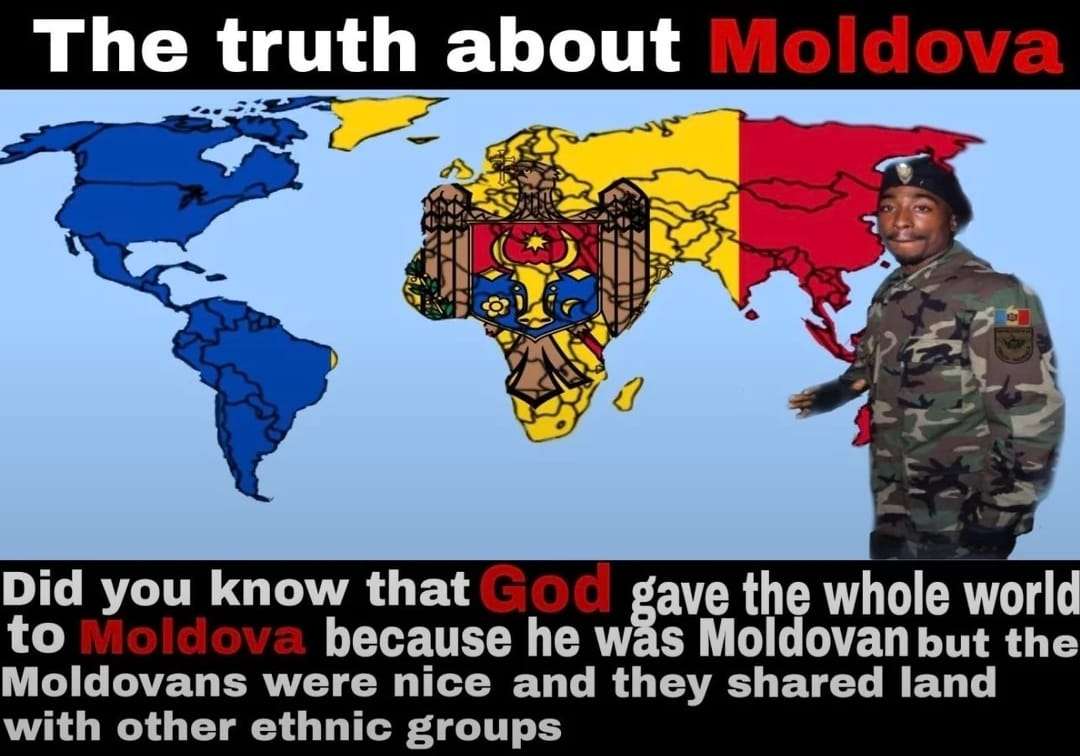 The truth about Moldova
Did you know that God gave the whole world
to Moldova because he was Moldovan but the
Moldovans were nice and they shared land
with other ethnic groups